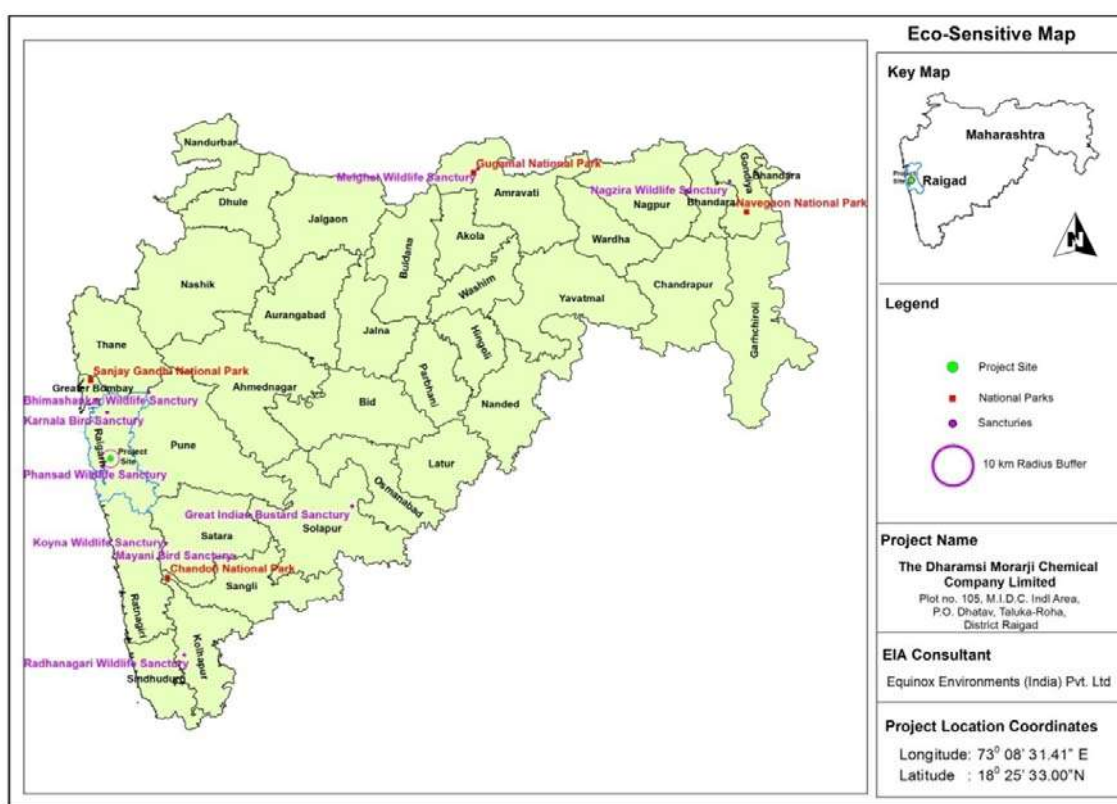 Eco-Sensitive Map
Key Map
Maharashtra
Project
Site
Raigad
N
Legend
Project Site
National Parks
Sancturies
10 km Radius Buffer
Project Name
The Dharamsi Morarji Chemical
Company Limited
Plot no. 105, M.I.D.C. Indl Area,
P.O. Dhatav, Taluka-Roha,
District Raigad
EIA Consultant
Equinox Environments (India) Pvt. Ltd
Project Location Coordinates
Longitude: 73⁰ 08' 31.41" E
Latitude : 18⁰ 25' 33.00"N
Nandurbar
Dhule
Jalgaon
Gugamal National Park
Melghat Wildlife Sanctury
Amravati
Nagzira Wildlife Sanctury
Nagpur
Bhandara
Gondiya
Bhandara
Navegaon National Park
Akola
Buldana
Wardha
Washim
Nashik
Aurangabad
Jalna
Yavatmal
Chandrapur
Garhchiroli
Hingoli
Parbhani
Nanded
Thane
Sanjay Gandhi National Park
Greater Bombay
Ahmednagar
Bid
Bhimashankar Wildlife Sanctury
Karnala Bird Sanctury
Raigarh
Project
Site
Pune
Phansad Wildlife Sanctury
Latur
Osmanabad
Great Indian Bustard Sanctury
Solapur
Satara
Koyna Wildlife Sanctury
Mayani Bird Sanctury
Chandoli National Park
Sangli
Ratnagiri
Kolhapur
Radhanagari Wildlife Sanctury
Sindhudurg